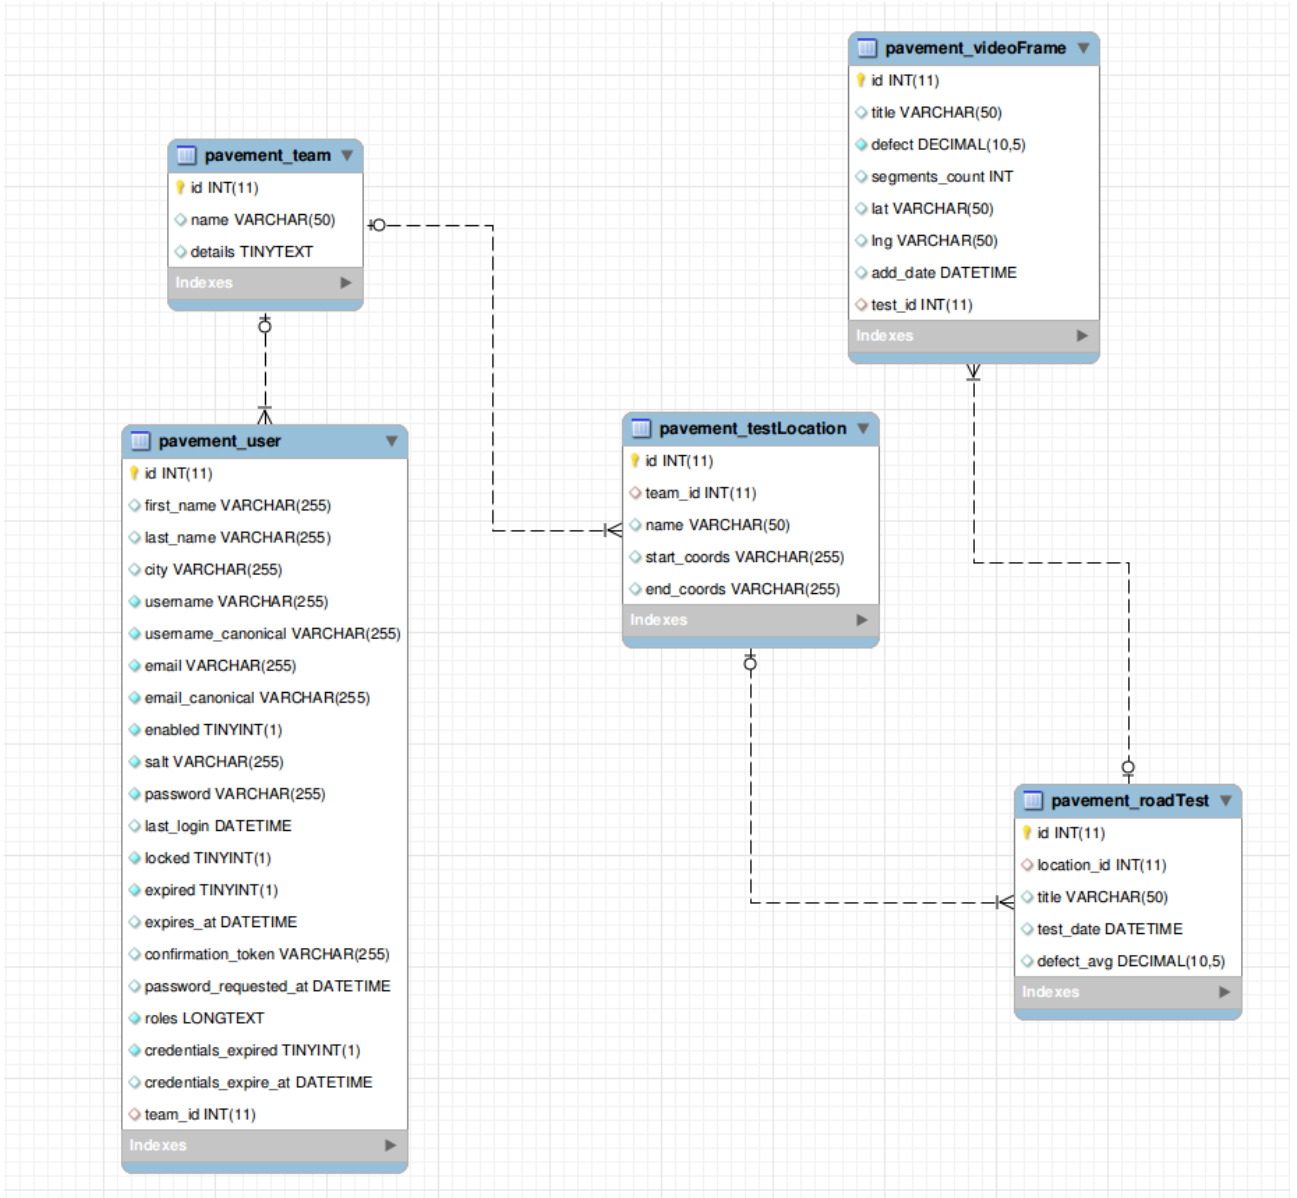 pavement_videoFrame
id INT(11)
title VARCHAR(50)
defect DECIMAL(10,5)
segments_count INT
lat VARCHAR(50)
lng VARCHAR(50)
add_date DATETIME
test_id INT(11)
Indexes
pavement_team
id INT(11)
name VARCHAR(50)
details TINYTEXT
Indexes
pavement_user
id INT(11)
first_name VARCHAR(255)
last_name VARCHAR(255)
city VARCHAR(255)
username VARCHAR(255)
username_canonical VARCHAR(255)
email VARCHAR(255)
email_canonical VARCHAR(255)
enabled TINYINT(1)
salt VARCHAR(255)
password VARCHAR(255)
last_login DATETIME
locked TINYINT(1)
expired TINYINT(1)
expires_at DATETIME
confirmation_token VARCHAR(255)
password_requested_at DATETIME
roles LONGTEXT
credentials_expired TINYINT(1)
credentials_expire_at DATETIME
team_id INT(11)
Indexes
pavement_testLocation
id INT(11)
team_id INT(11)
name VARCHAR(50)
start_coords VARCHAR(255)
end_coords VARCHAR(255)
Indexes
pavement_roadTest
id INT(11)
location_id INT(11)
title VARCHAR(50)
test_date DATETIME
defect_avg DECIMAL(10,5)
Indexes